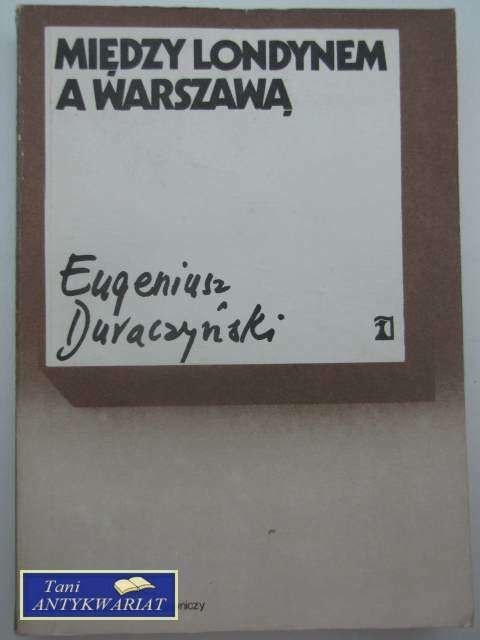 MIĘDZY LONDYNEM
A WARSZAWĄ
Eugeniusz
Duraczyński
Tani
ANTYKWARIAT